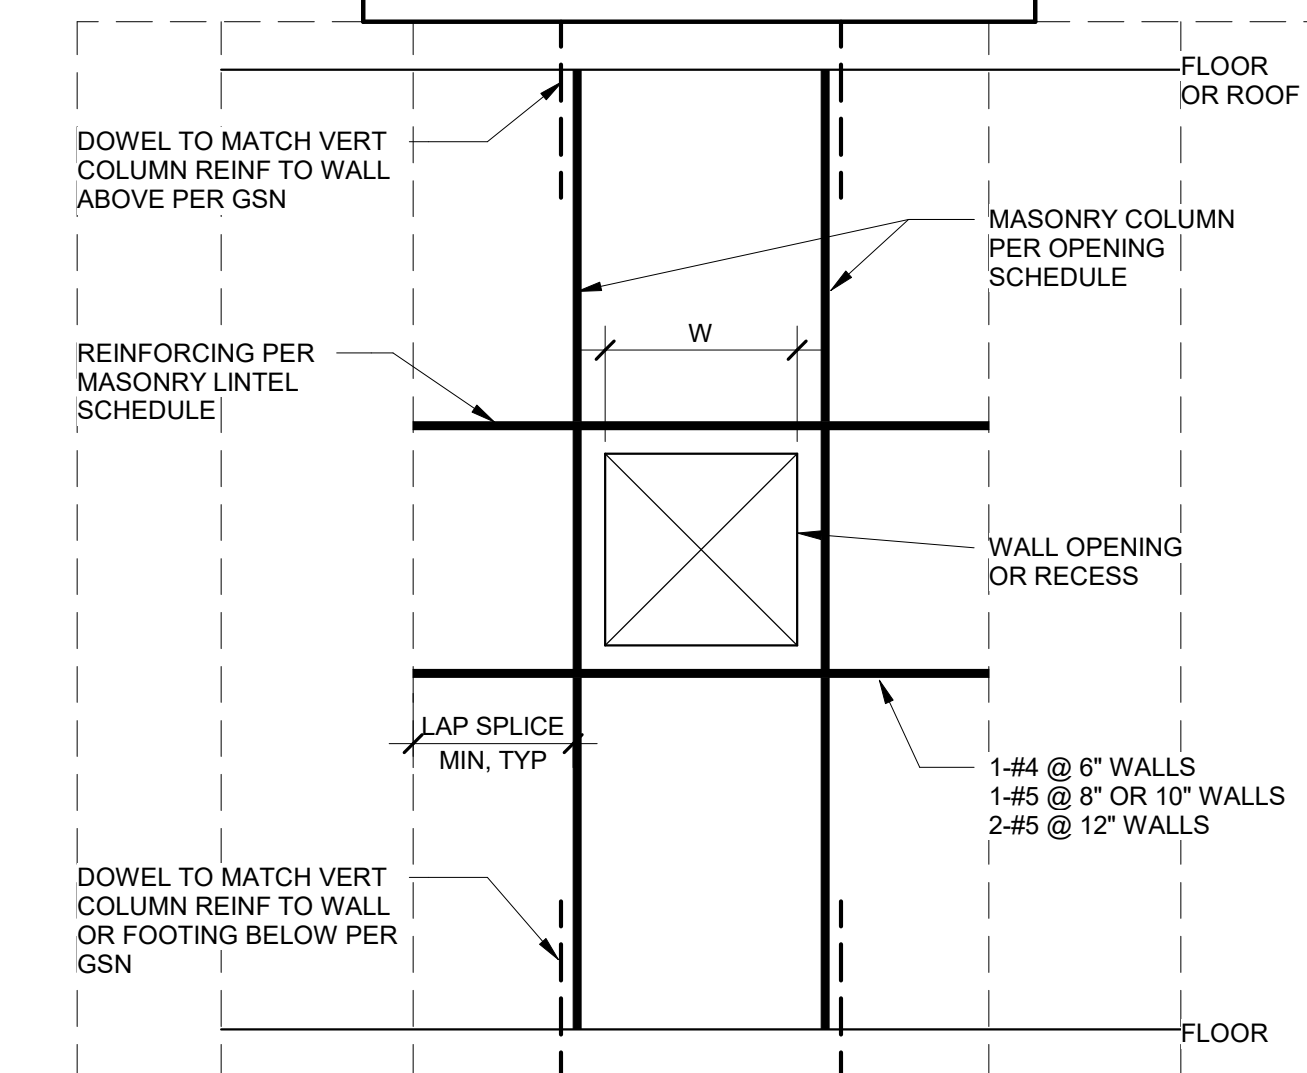 FLOOR
OR ROOF
DOWEL TO MATCH VERT
COLUMN REINF TO WALL
ABOVE PER GSN
MASONRY COLUMN
PER OPENING
SCHEDULE
W
REINFORCING PER
MASONRY LINTEL
SCHEDULE
WALL OPENING
OR RECESS
LAP SPLICE
MIN, TYP
1-#4 @ 6" WALLS
1-#5 @ 8" OR 10" WALLS
2-#5 @ 12" WALLS
DOWEL TO MATCH VERT
COLUMN REINF TO WALL
OR FOOTING BELOW PER
GSN
FLOOR